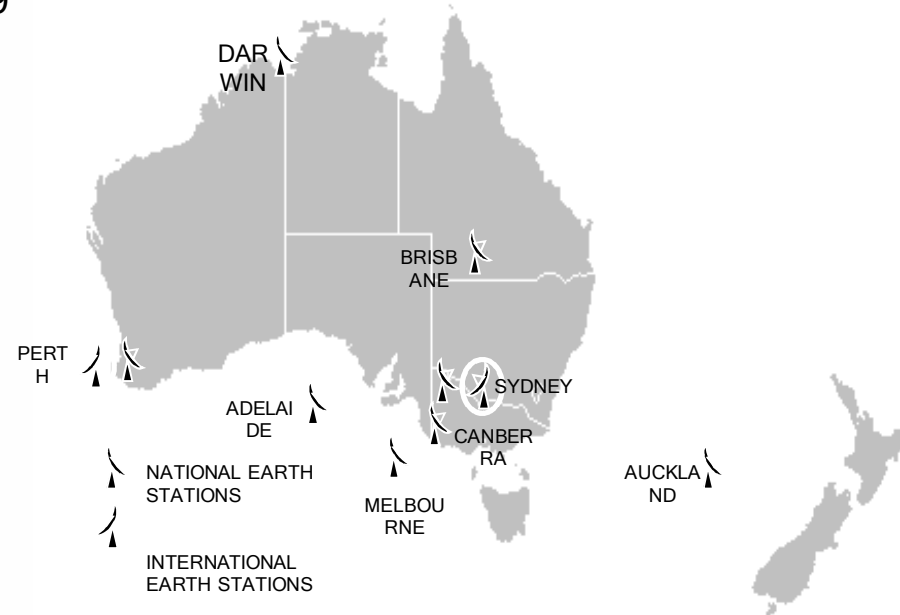 DAR
WIN
BRISB
ANE
PERT
H
SYDNEY
ADELAI
DE
CANBER
RA
NATIONAL EARTH
STATIONS
AUCKLA
ND
MELBOU
RNE
INTERNATIONAL
EARTH STATIONS